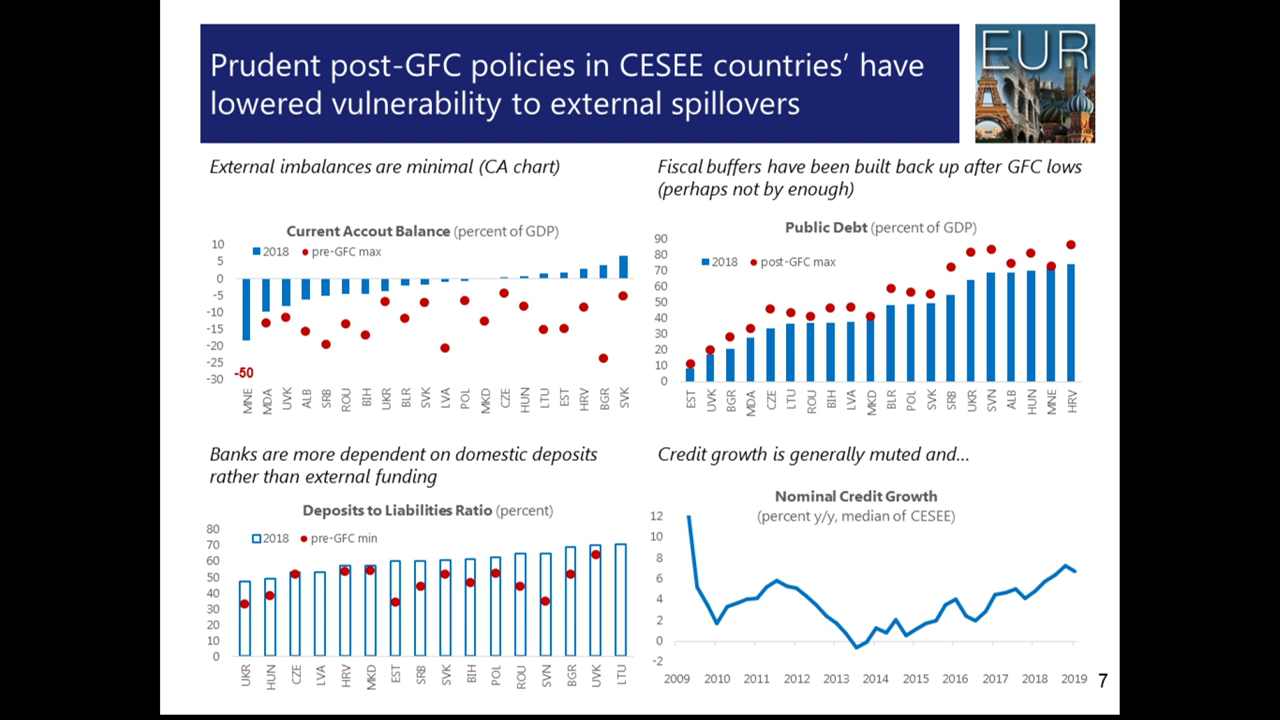 Prudent post-GFC policies in CESEE countries' have
lowered vulnerability to external spillovers
EUR
External imbalances are minimal (CA chart)
Current Accout Balance (percent of GDP)
2018 pre-GFC max
10
5
0
-5
-10
-15
-20
-25
-30
-50
MNE MDA UVK ALB SRB ROU BIH UKR BLR SVK LVA POL MKD CZE HUN LTU EST HRV BGR SVK
Fiscal buffers have been built back up after GFC lows
(perhaps not by enough)
Public Debt (percent of GDP)
2018 post-GFC max
90
80
70
60
50
40
30
20
10
0
EST UVK BGR MDA CZE LTU ROU BIH LVA MKD BLR POL SVK SRB UKR SVN ALB HUN MNE HRV
Banks are more dependent on domestic deposits
rather than external funding
Deposits to Liabilities Ratio (percent)
2018 pre-GFC min
80
70
60
50
40
30
20
10
0
UKR HUN CZE LVA HRV MKD EST SRB SVK BIH POL ROU SVN BGR UVK LTU
Credit growth is generally muted and...
Nominal Credit Growth
(percent y/y, median of CESEE)
12
10
8
6
4
2
0
-2
2009 2010 2011 2012 2013 2014 2015 2016 2017 2018 2019
7